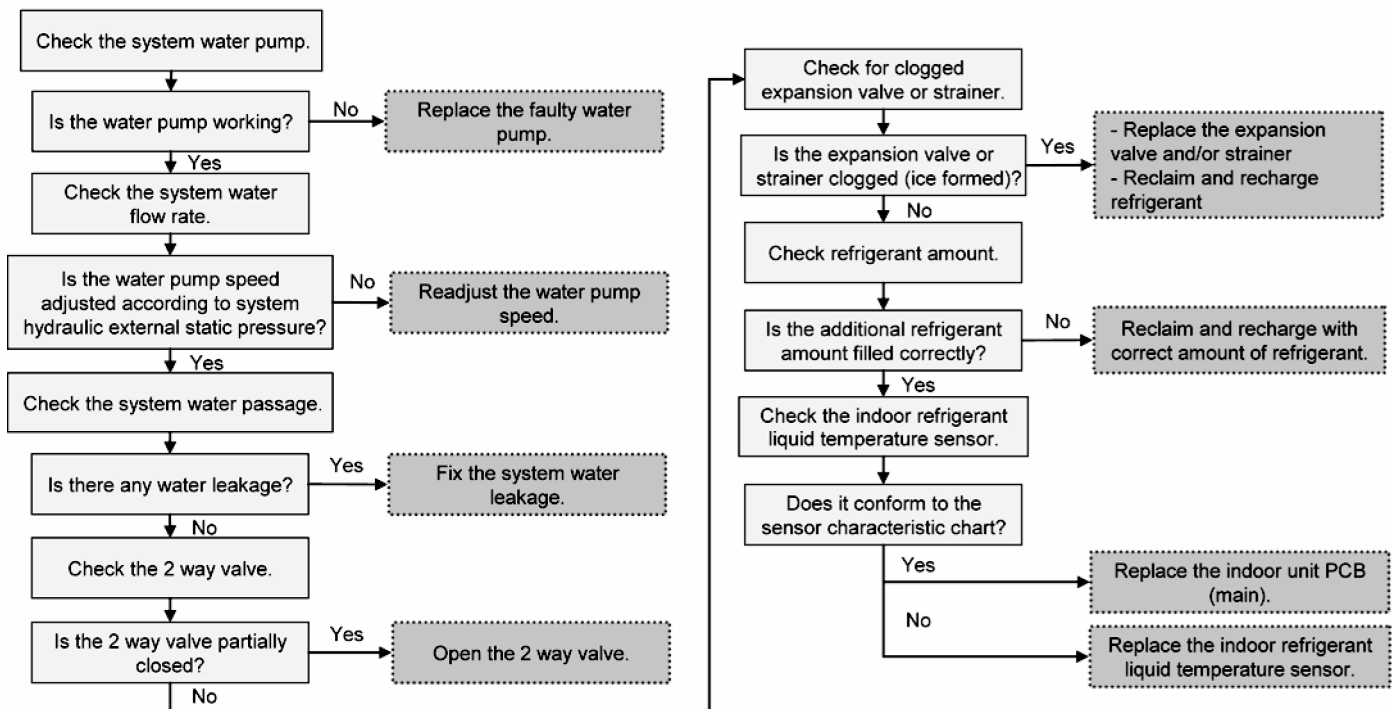 Check the system water pump.
Is the water pump working?
No
Replace the faulty water
pump.
Yes
Check the system water
flow rate.
Is the water pump speed
adjusted according to system
hydraulic external static pressure?
No
Readjust the water pump
speed.
Yes
Check the system water passage.
Is there any water leakage?
Yes
Fix the system water
leakage.
No
Check the 2 way valve.
Is the 2 way valve partially
closed?
Yes
Open the 2 way valve.
No
Check for clogged
expansion valve or strainer.
Is the expansion valve or
strainer clogged (ice formed)?
Yes
- Replace the expansion
valve and/or strainer
- Reclaim and recharge
refrigerant
No
Check refrigerant amount.
Is the additional refrigerant
amount filled correctly?
No
Reclaim and recharge with
correct amount of refrigerant.
Yes
Check the indoor refrigerant
liquid temperature sensor.
Does it conform to the
sensor characteristic chart?
Yes
Replace the indoor unit PCB
(main).
No
Replace the indoor refrigerant
liquid temperature sensor.